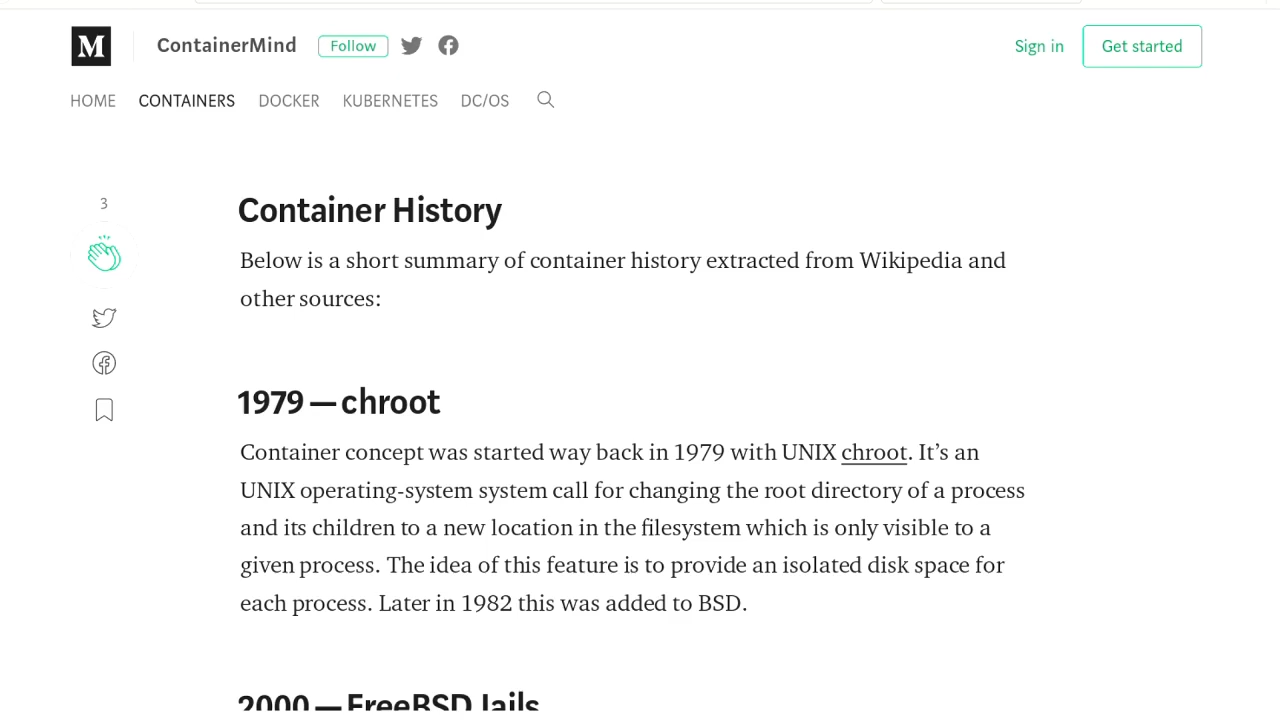 M ContainerMind Follow Sign in Get started
HOME CONTAINERS DOCKER KUBERNETES DC/OS
3
Container History
Below is a short summary of container history extracted from Wikipedia and
other sources:
1979 — chroot
Container concept was started way back in 1979 with UNIX chroot. It’s an
UNIX operating-system system call for changing the root directory of a process
and its children to a new location in the filesystem which is only visible to a
given process. The idea of this feature is to provide an isolated disk space for
each process. Later in 1982 this was added to BSD.
2000 — FreeBSD Jails